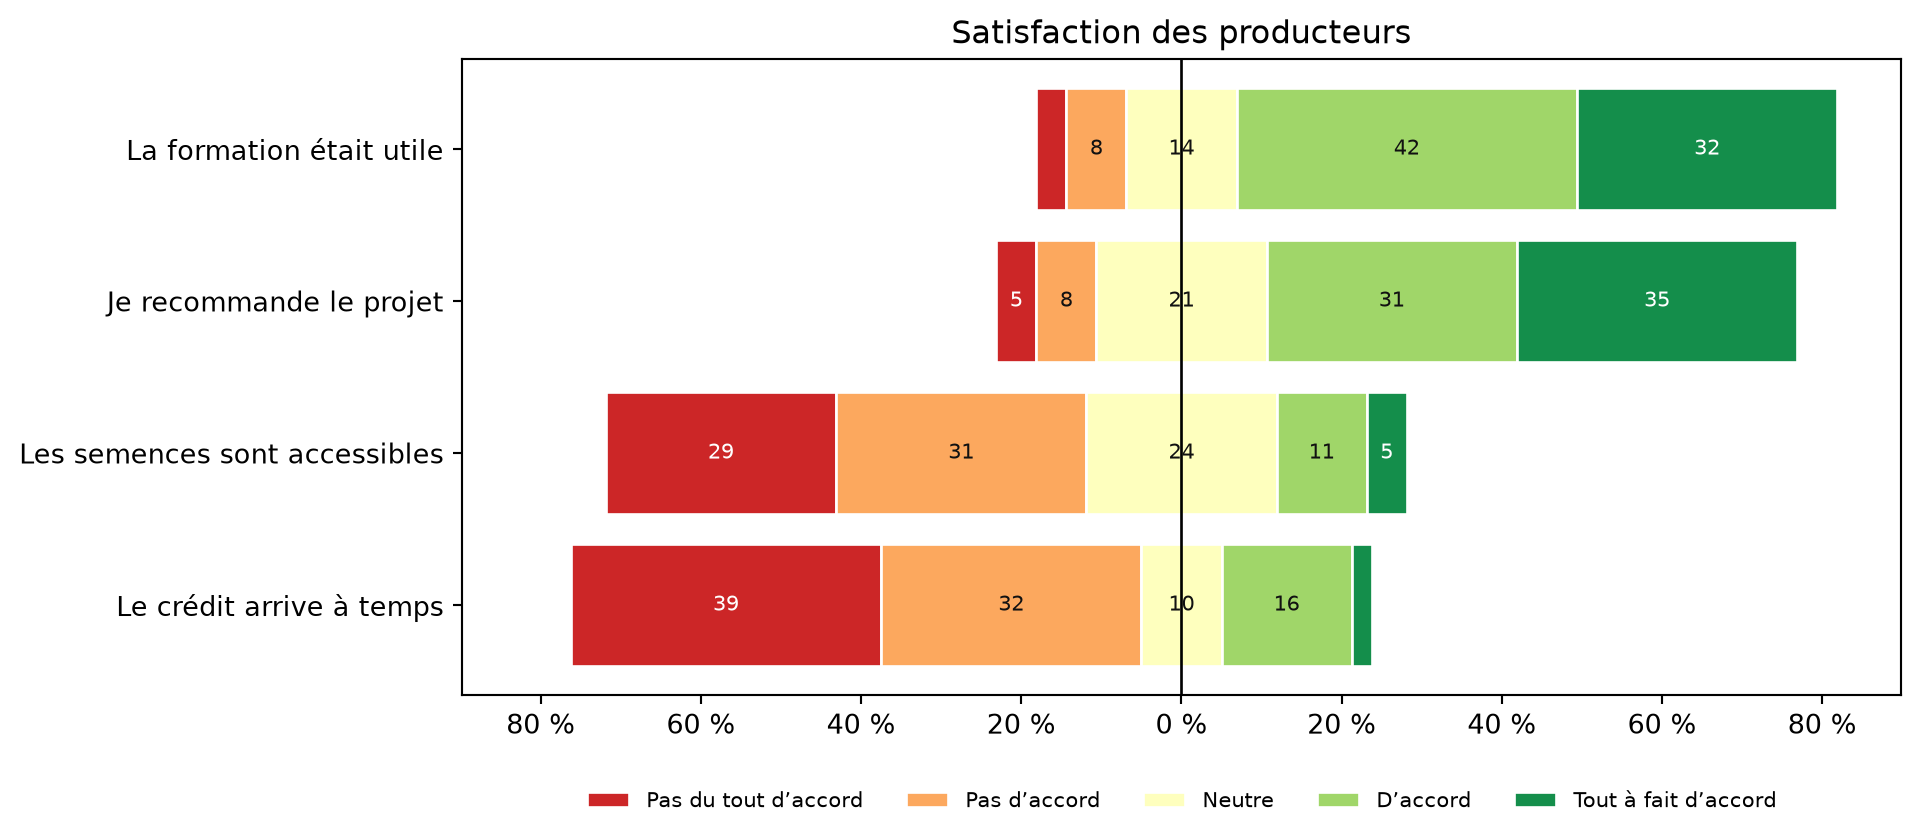 Satisfaction des producteurs
La formation était utile
8 14 42 32
Je recommande le projet
5 8 21 31 35
Les semences sont accessibles
29 31 24 11 5
Le crédit arrive à temps
39 32 10 16
80 % 60 % 40 % 20 % 0 % 20 % 40 % 60 % 80 %
Pas du tout d’accord Pas d’accord Neutre D’accord Tout à fait d’accord